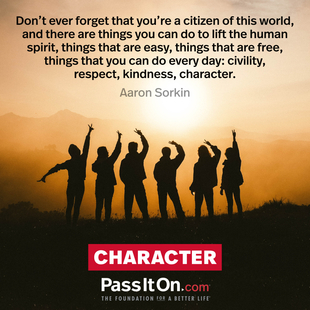 Don't ever forget that you're a citizen of this world,
and there are things you can do to lift the human
spirit, things that are easy, things that are free,
things that you can do every day: civility,
respect, kindness, character.
Aaron Sorkin
CHARACTER
PassItOn.com®
THE FOUNDATION FOR A BETTER LIFE®